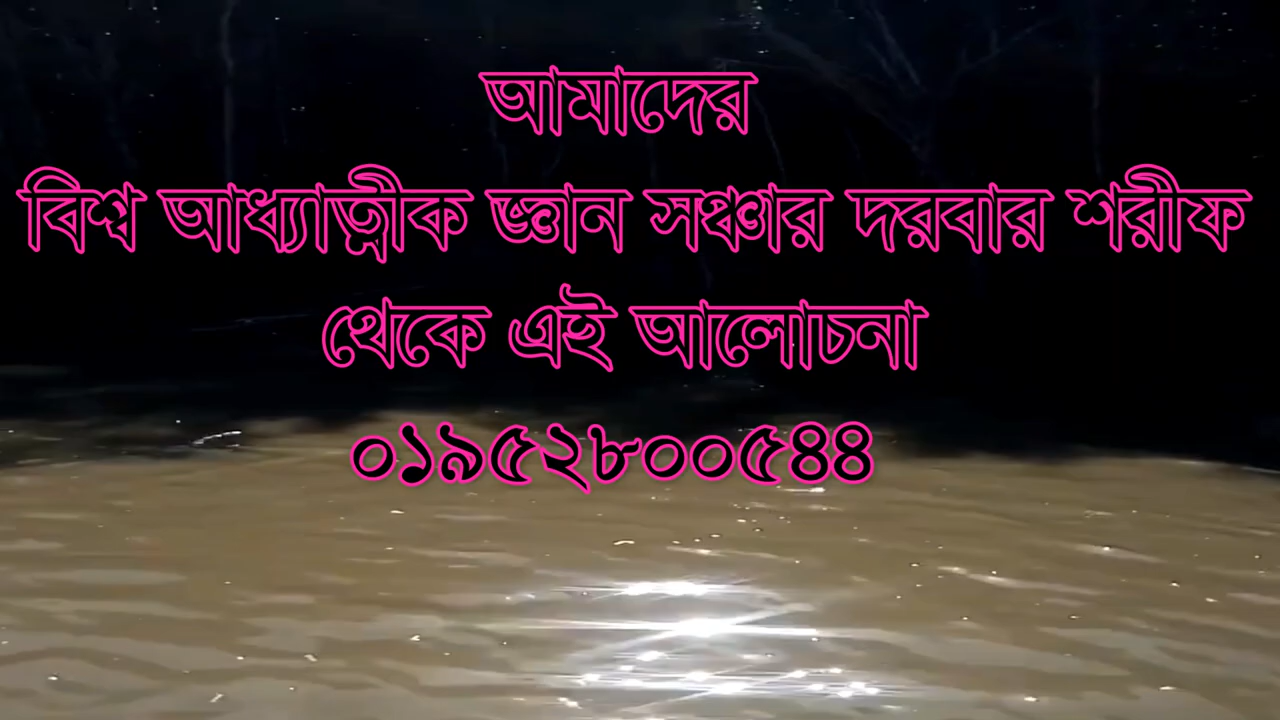 আমাদের
বিশ্ব আধ্যাত্নীক জ্ঞান সঞ্চার দরবার শরীফ
থেকে এই আলোচনা
০১৯৫২৮০০৫৪৪